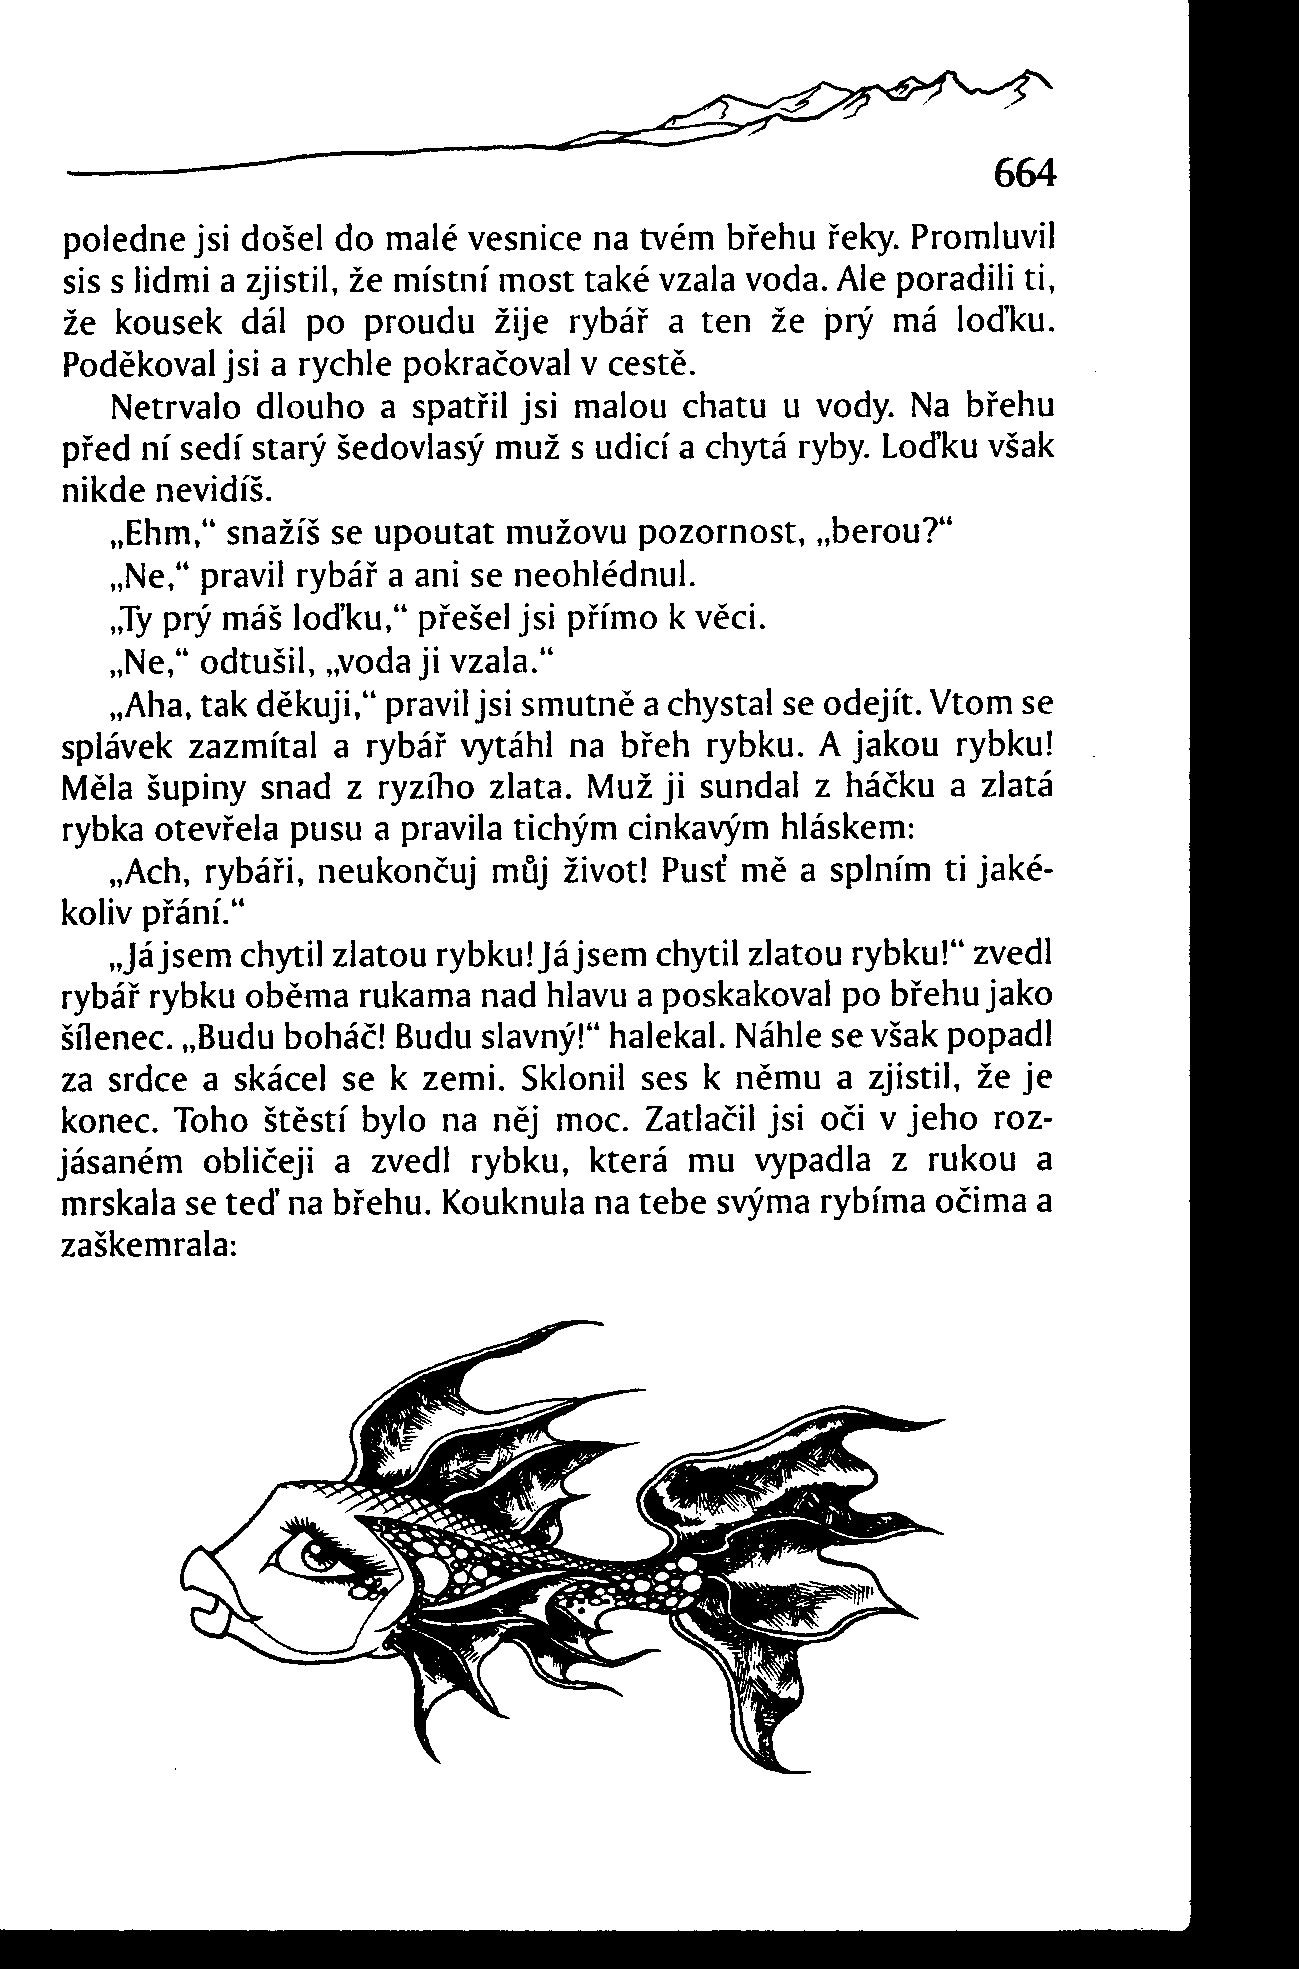 664
poledne jsi došel do malé vesnice na tvém břehu řeky. Promluvil
sis s lidmi a zjistil, že místní most také vzala voda. Ale poradili ti,
že kousek dál po proudu žije rybář a ten že prý má loďku.
Poděkoval jsi a rychle pokračoval v cestě.
Netrvalo dlouho a spatřil jsi malou chatu u vody. Na břehu
před ní sedí starý šedovlasý muž s udicí a chytá ryby. Loďku však
nikde nevidíš.
„Ehm,“ snažíš se upoutat mužovu pozornost, „berou?“
„Ne,“ pravil rybář a ani se neohlédnul.
„Ty prý máš loďku,“ přešel jsi přímo k věci.
„Ne,“ odtušil, „voda ji vzala.“
„Aha, tak děkuji,“ pravil jsi smutně a chystal se odejít. Vtom se
splávek zazmítal a rybář vytáhl na břeh rybku. A jakou rybku!
Měla šupiny snad z ryzího zlata. Muž ji sundal z háčku a zlatá
rybka otevřela pusu a pravila tichým cinkavým hláskem:
„Ach, rybáři, neukončuj můj život! Pusť mě a splním ti jaké-
koliv přání.“
„Já jsem chytil zlatou rybku! Já jsem chytil zlatou rybku!“ zvedl
rybář rybku oběma rukama nad hlavu a poskakoval po břehu jako
šílenec. „Budu boháč! Budu slavný!“ halekal. Náhle se však popadl
za srdce a skácel se k zemi. Sklonil ses k němu a zjistil, že je
konec. Toho štěstí bylo na něj moc. Zatlačil jsi oči v jeho roz-
jásaném obličeji a zvedl rybku, která mu vypadla z rukou a
mrskala se teď na břehu. Kouknula na tebe svýma rybíma očima a
zaškemrala: